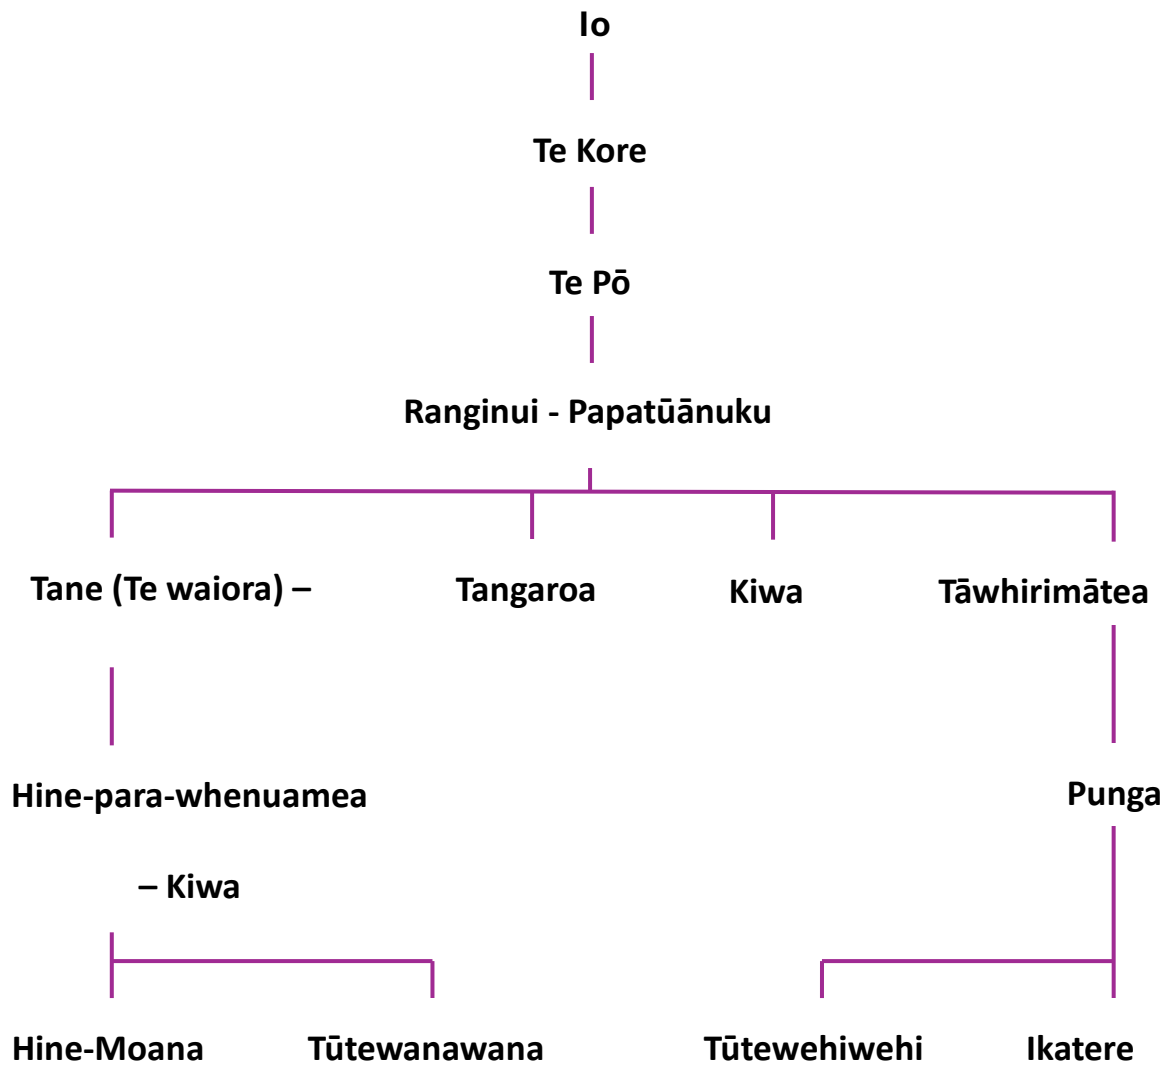 Io
Te Kore
Te Pō
Ranginui - Papatūānuku
Tane (Te waiora) –
Tangaroa
Kiwa
Tāwhirimātea
Hine-para-whenuamea
Punga
– Kiwa
Hine-Moana
Tūtewanawana
Tūtewehiwehi
Ikatere